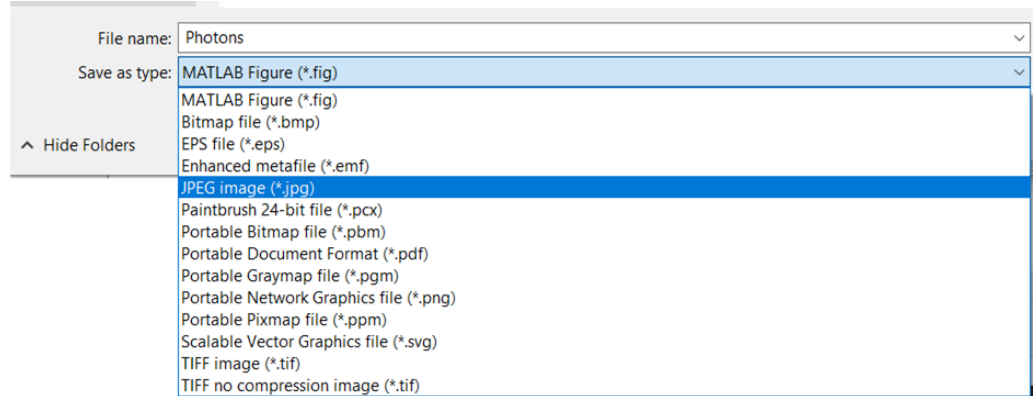 File name: Photons
Save as type: MATLAB Figure (*.fig)
MATLAB Figure (*.fig)
Bitmap file (*.bmp)
EPS file (*.eps)
Hide Folders
Enhanced metafile (*.emf)
JPEG image (*.jpg)
Paintbrush 24-bit file (*.pcx)
Portable Bitmap file (*.pbm)
Portable Document Format (*.pdf)
Portable Graymap file (*.pgm)
Portable Network Graphics file (*.png)
Portable Pixmap file (*.ppm)
Scalable Vector Graphics file (*.svg)
TIFF image (*.tif)
TIFF no compression image (*.tif)